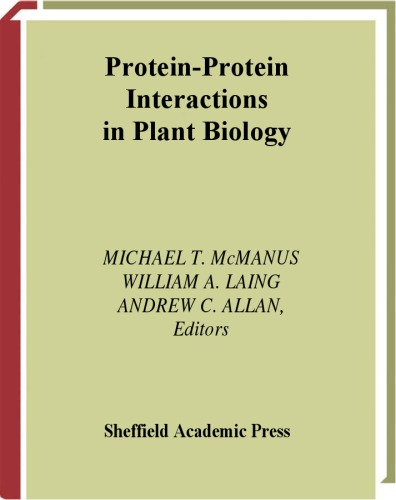 Protein-Protein
Interactions
in Plant Biology
MICHAEL T. McMANUS
WILLIAM A. LAING
ANDREW C. ALLAN,
Editors
Sheffield Academic Press